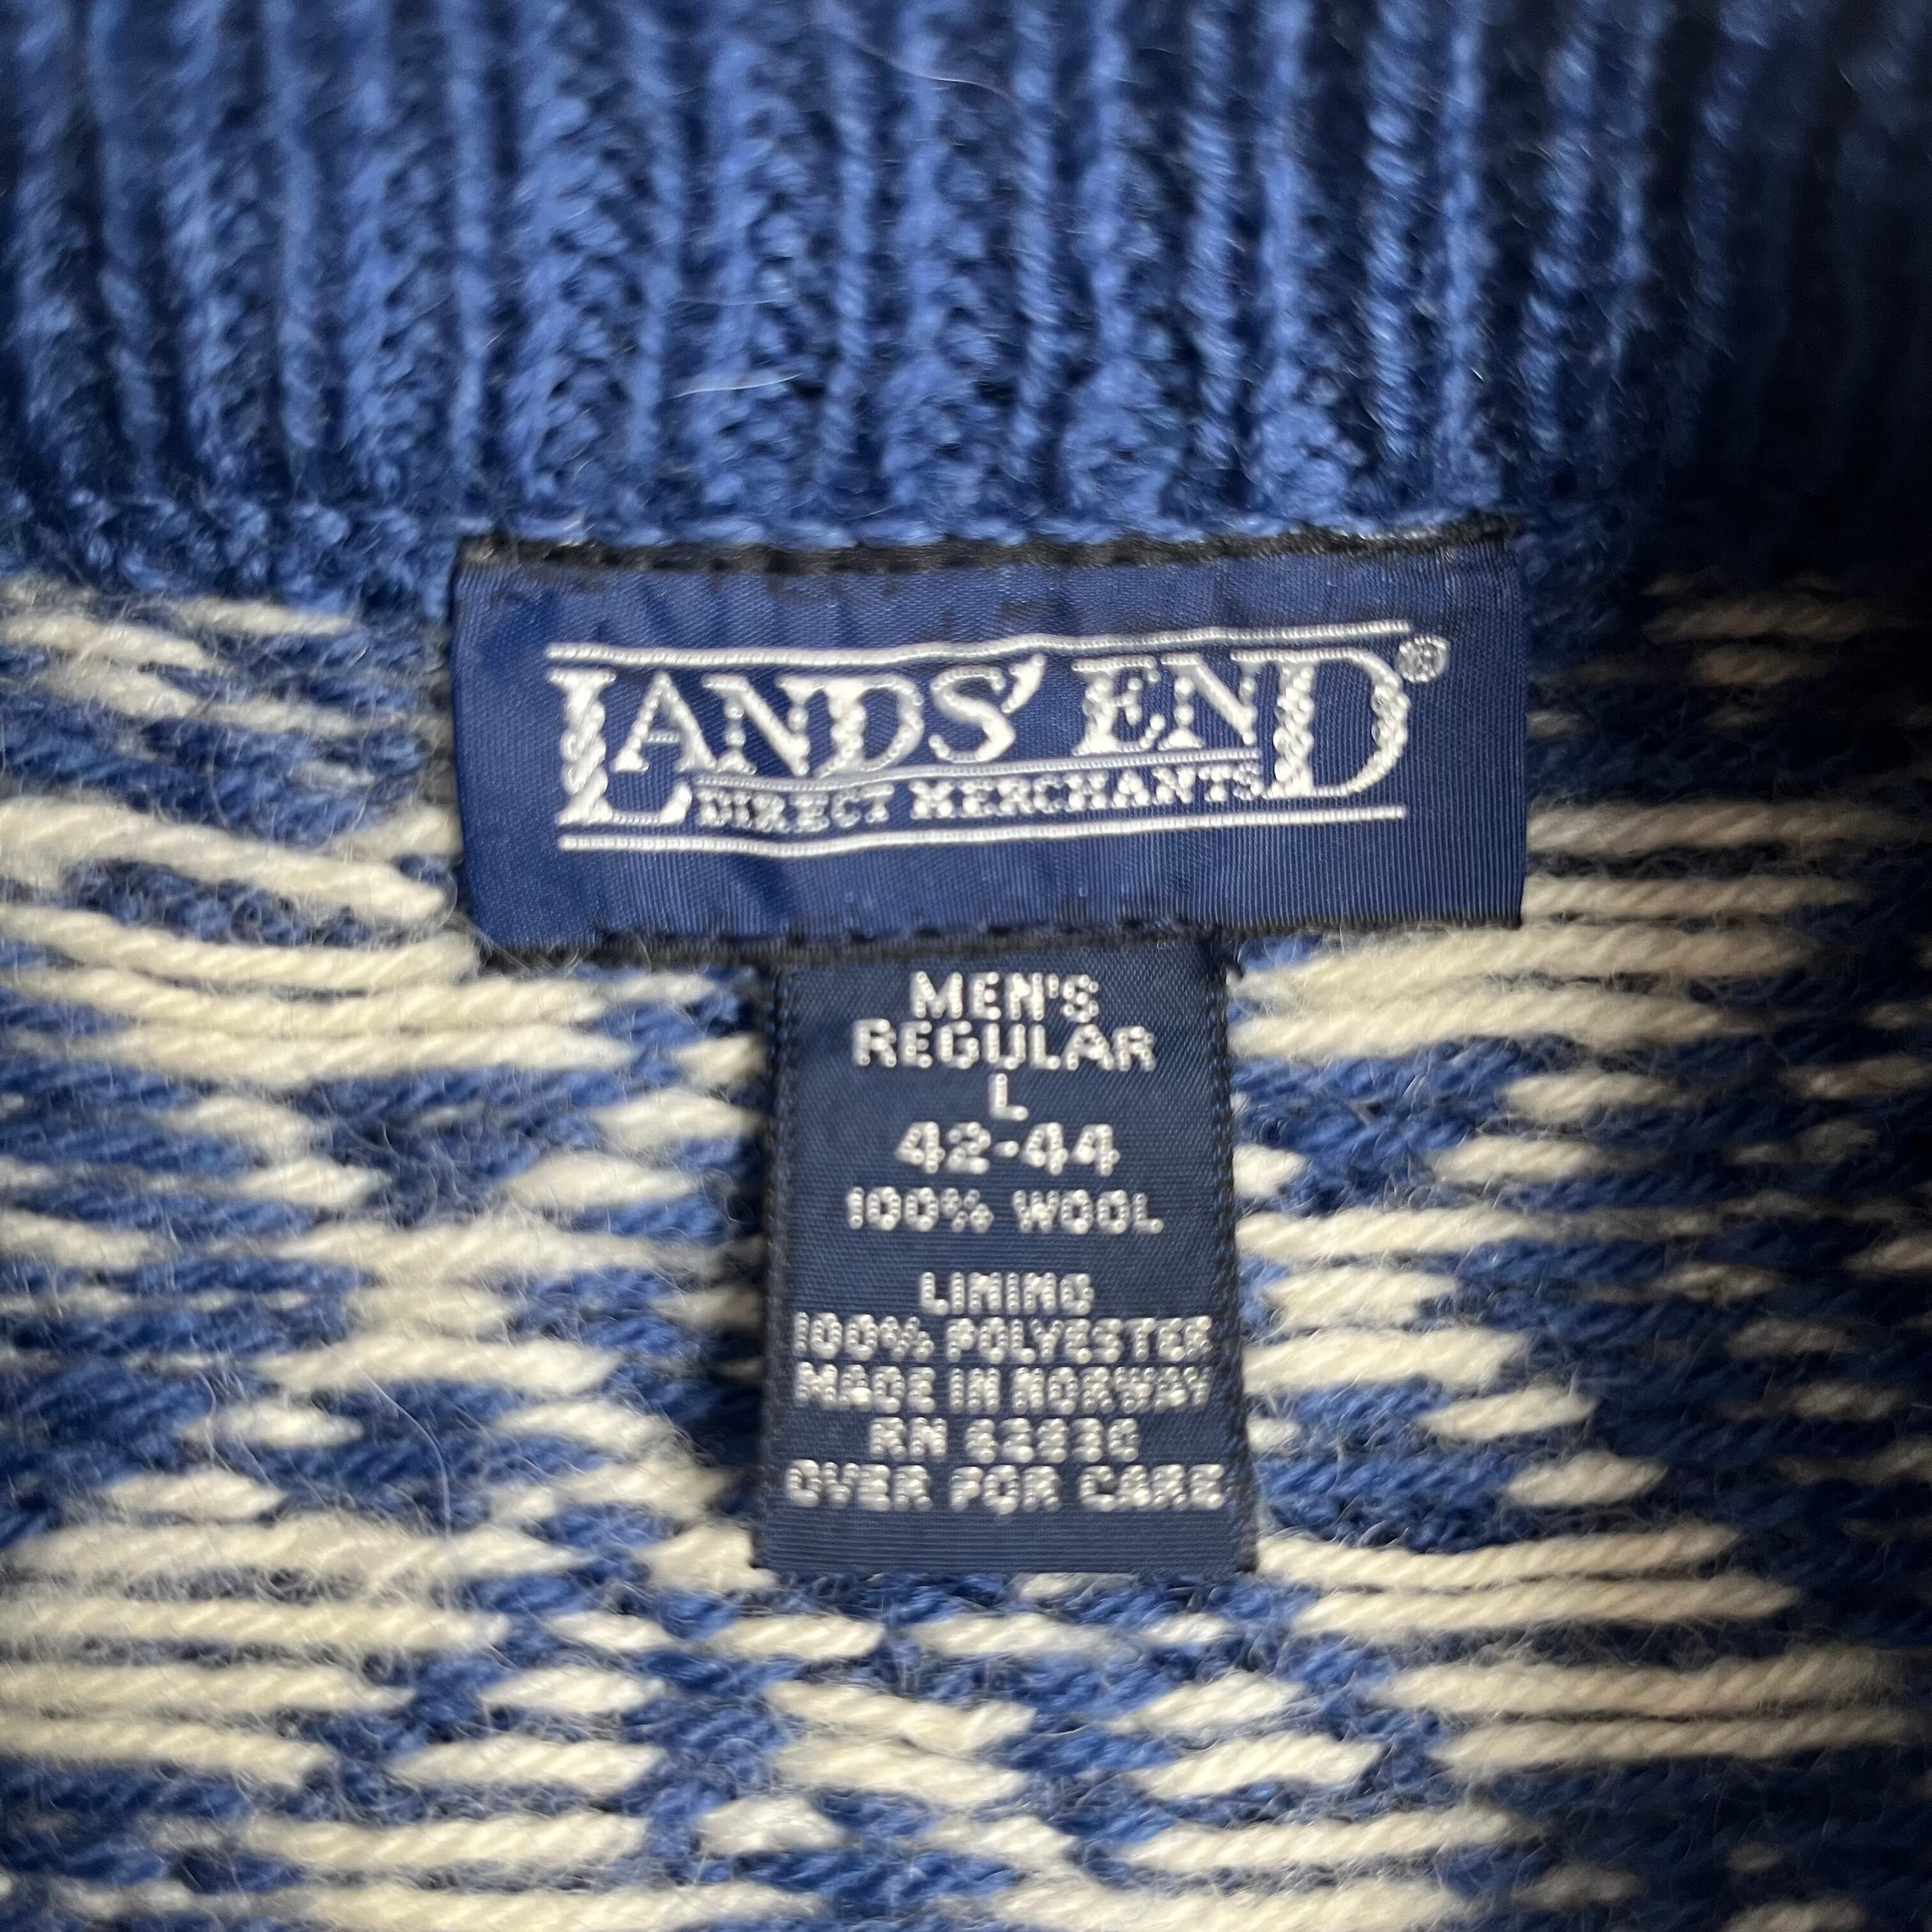 LANDS' END®
DIRECT MERCHANTS
MEN'S
REGULAR
L
42-44
100% WOOL
LINING
100% POLYESTER
MADE IN NORWAY
RN
OVER FOR CARE